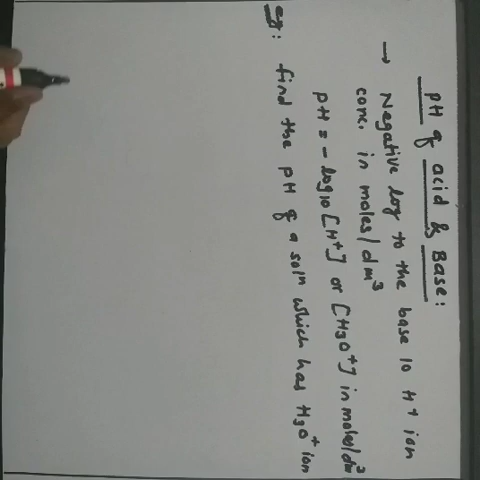 pH of acid & Base:
→ Negative log to the base 10 H+ ion
conc. in moles/dm³
pH = -log10 [H+] or [H3O+] in moles/dm³
eg: find the pH of a solⁿ which has H3O+ ion